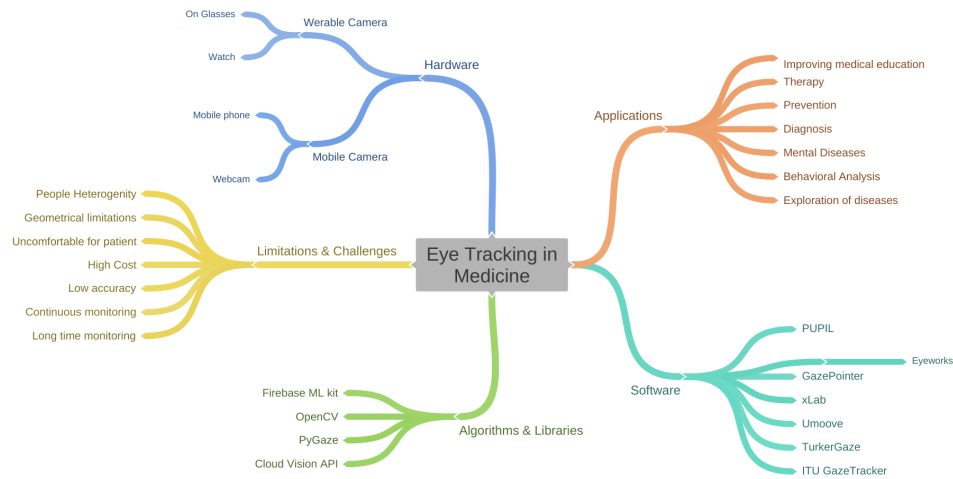 On Glasses
Werable Camera
Watch
Hardware
Mobile phone
Mobile Camera
Webcam
Improving medical education
Therapy
Applications
Prevention
Diagnosis
Mental Diseases
Behavioral Analysis
Exploration of diseases
People Heterogenity
Geometrical limitations
Uncomfortable for patient
Limitations & Challenges
High Cost
Low accuracy
Continuous monitoring
Long time monitoring
Eye Tracking in
Medicine
PUPIL
Eyeworks
GazePointer
Software
xLab
Umoove
TurkerGaze
ITU GazeTracker
Firebase ML kit
OpenCV
Algorithms & Libraries
PyGaze
Cloud Vision API